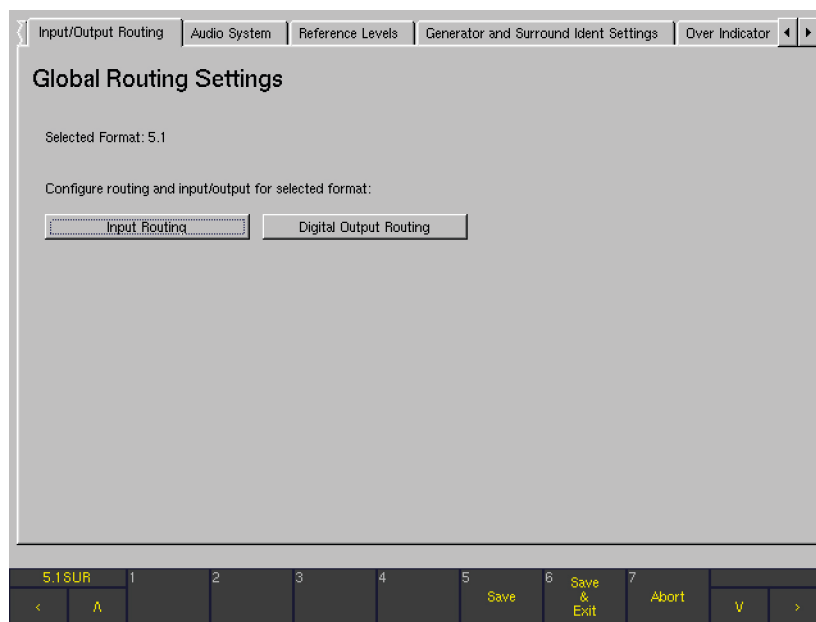 Input/Output Routing Audio System Reference Levels Generator and Surround Ident Settings Over Indicator
Global Routing Settings
Selected Format: 5.1
Configure routing and input/output for selected format:
Input Routing Digital Output Routing
5.1SUR 1 2 3 4 5 6 7
< Λ Save Save & Exit Abort V >